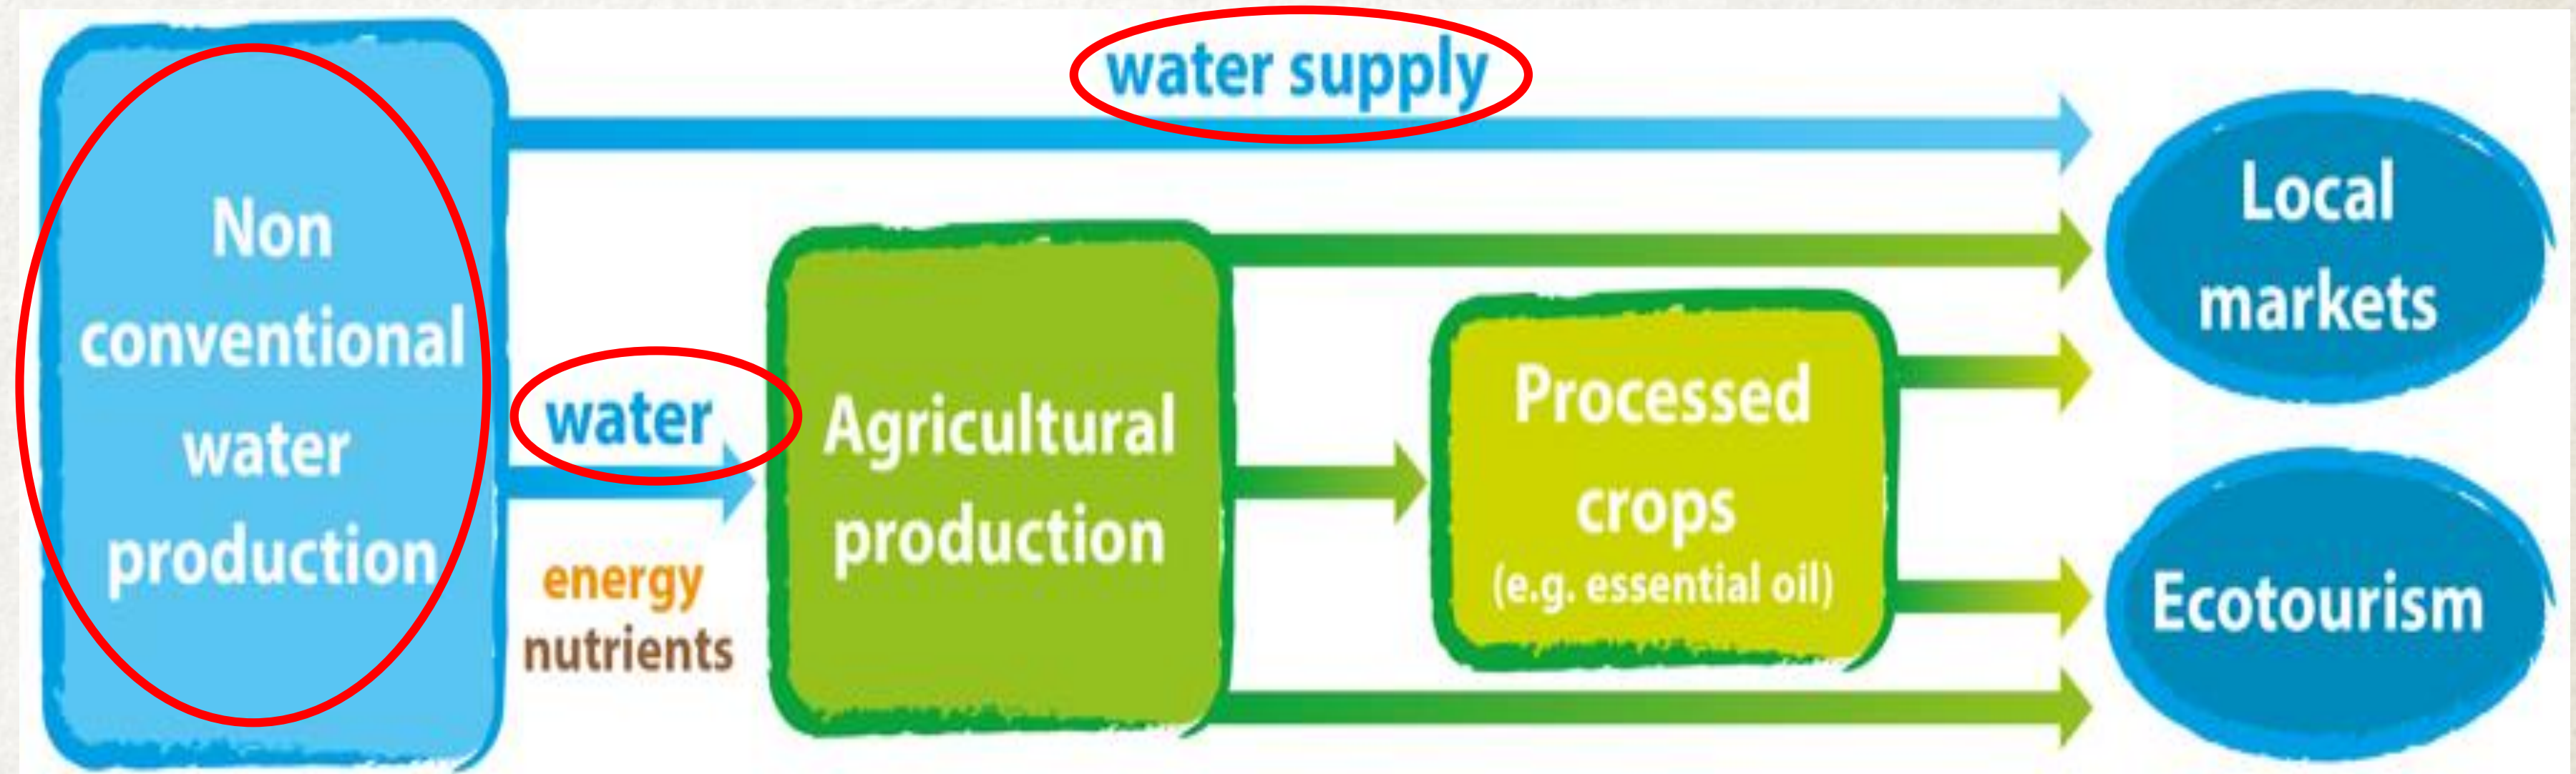 Non
conventional
water
production
water supply
water
energy
nutrients
Agricultural
production
Processed
crops
(e.g. essential oil)
Local
markets
Ecotourism